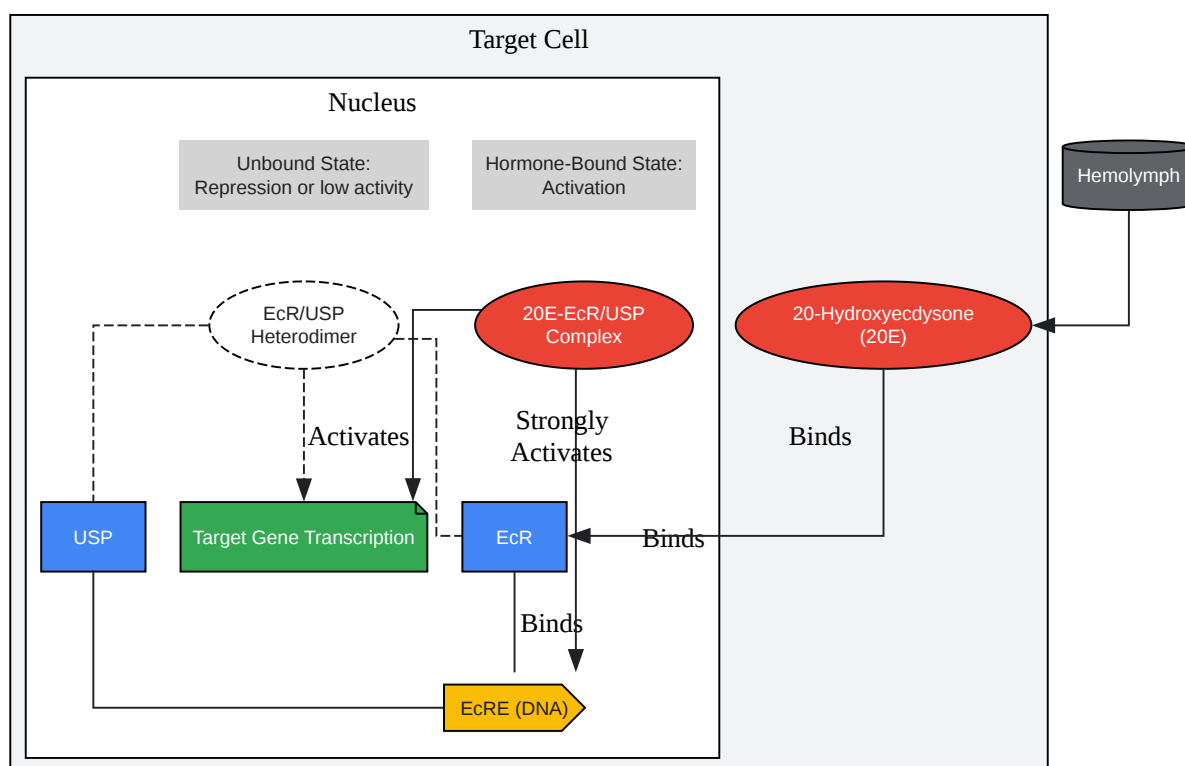 Target Cell
Nucleus
Unbound State:
Repression or low activity
Hormone-Bound State:
Activation
Hemolymph
EcR/USP
Heterodimer
20E-EcR/USP
Complex
20-Hydroxyecdysone
(20E)
Activates
Strongly
Activates
Binds
USP
Target Gene Transcription
EcR
Binds
Binds
EcRE (DNA)